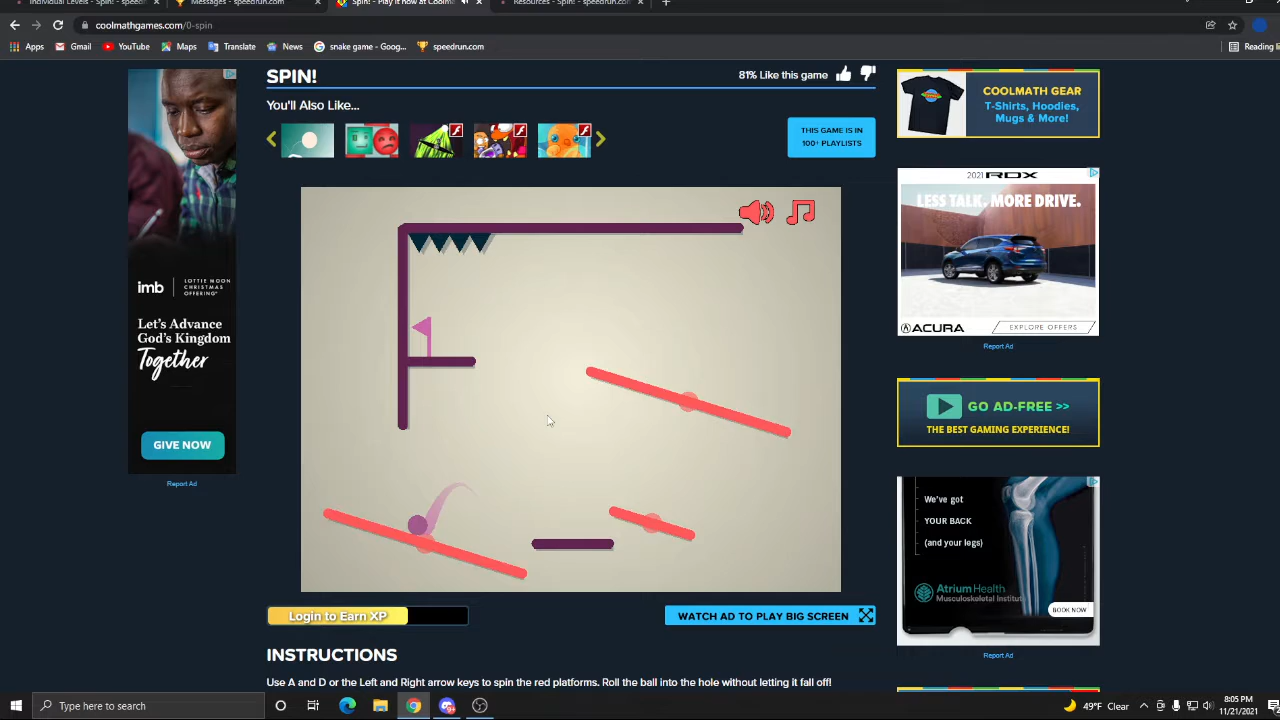 Individual Levels - Spin! - speed
Messages - speedrun.com
Spin! - Play it now at Coolm
Resources - Spin! - speedrun.com
coolmathgames.com/0-spin
Apps Gmail YouTube Maps Translate News snake game - Goog... speedrun.com Reading li
SPIN!
81% Like this game
You'll Also Like...
THIS GAME IS IN
100+ PLAYLISTS
COOLMATH GEAR
T-Shirts, Hoodies,
Mugs & More!
2021 RDX
LESS TALK. MORE DRIVE.
ACURA EXPLORE OFFERS
Report Ad
imb LOTTIE MOON
CHRISTMAS
OFFERING
Let's Advance
God's Kingdom
Together
GIVE NOW
Report Ad
GO AD-FREE >>
THE BEST GAMING EXPERIENCE!
We've got
YOUR BACK
(and your legs)
Atrium Health
Musculoskeletal Institut
BOOK NOW
Report Ad
Login to Earn XP
WATCH AD TO PLAY BIG SCREEN
INSTRUCTIONS
Use A and D or the Left and Right arrow keys to spin the red platforms. Roll the ball into the hole without letting it fall off!
Type here to search
49°F Clear
8:05 PM
11/21/2021